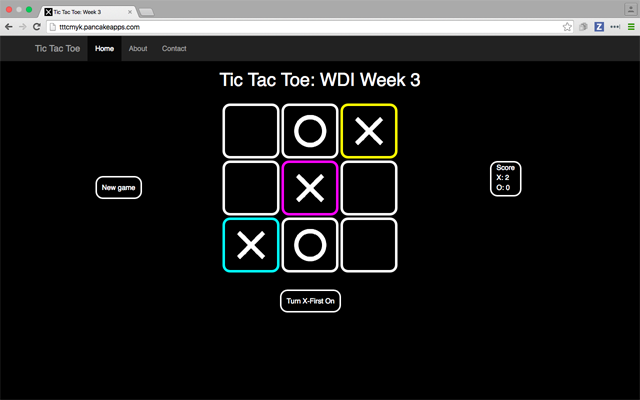 Tic Tac Toe: Week 3
tttcmyk.pancakeapps.com
Tic Tac Toe Home About Contact
Tic Tac Toe: WDI Week 3
O X
New game
X
Score
X: 2
O: 0
X O
Turn X-First On